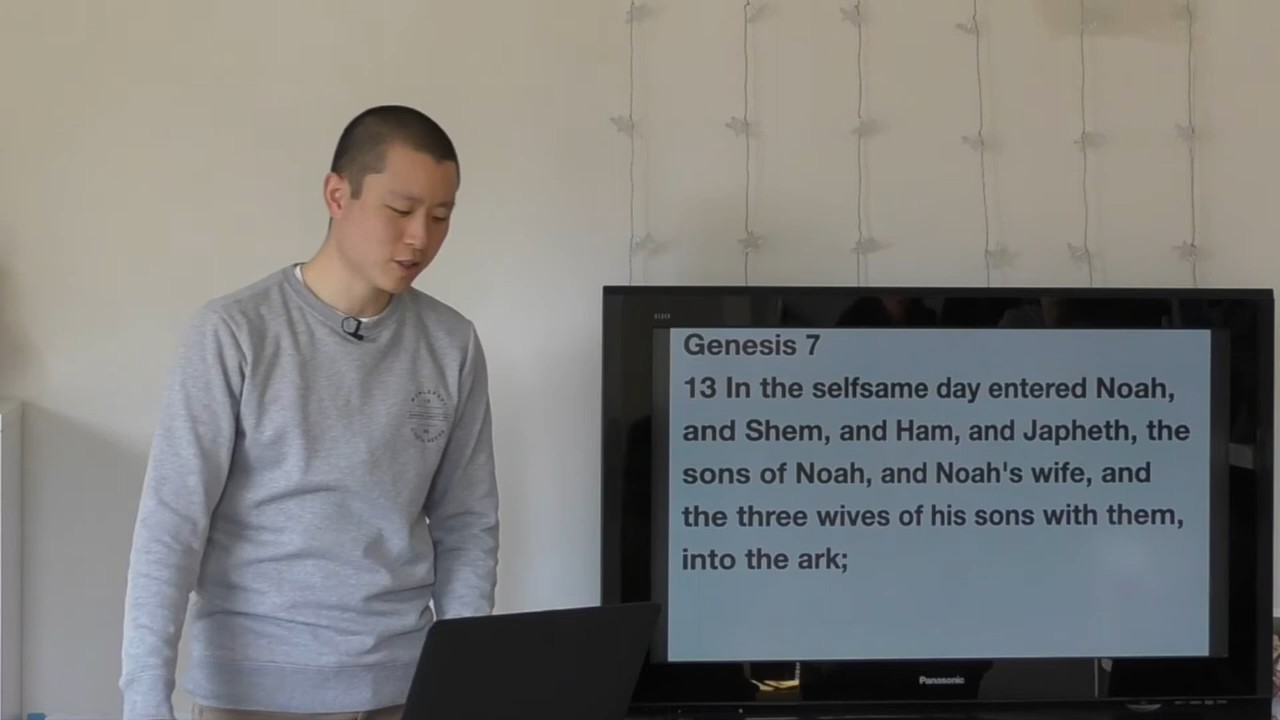 Genesis 7
13 In the selfsame day entered Noah,
and Shem, and Ham, and Japheth, the
sons of Noah, and Noah's wife, and
the three wives of his sons with them,
into the ark;
Panasonic